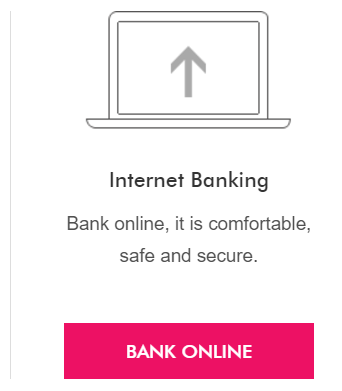 Internet Banking
Bank online, it is comfortable,
safe and secure.
BANK ONLINE